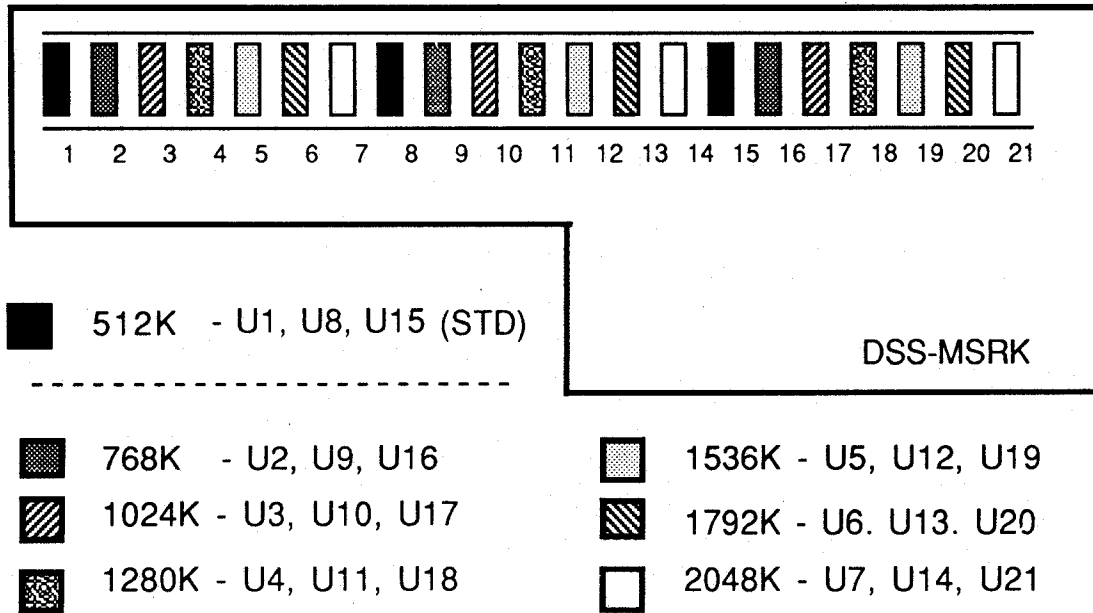 1 2 3 4 5 6 7 8 9 10 11 12 13 14 15 16 17 18 19 20 21
512K - U1, U8, U15 (STD)
DSS-MSRK
768K - U2, U9, U16
1024K - U3, U10, U17
1280K - U4, U11, U18
1536K - U5, U12, U19
1792K - U6. U13. U20
2048K - U7, U14, U21